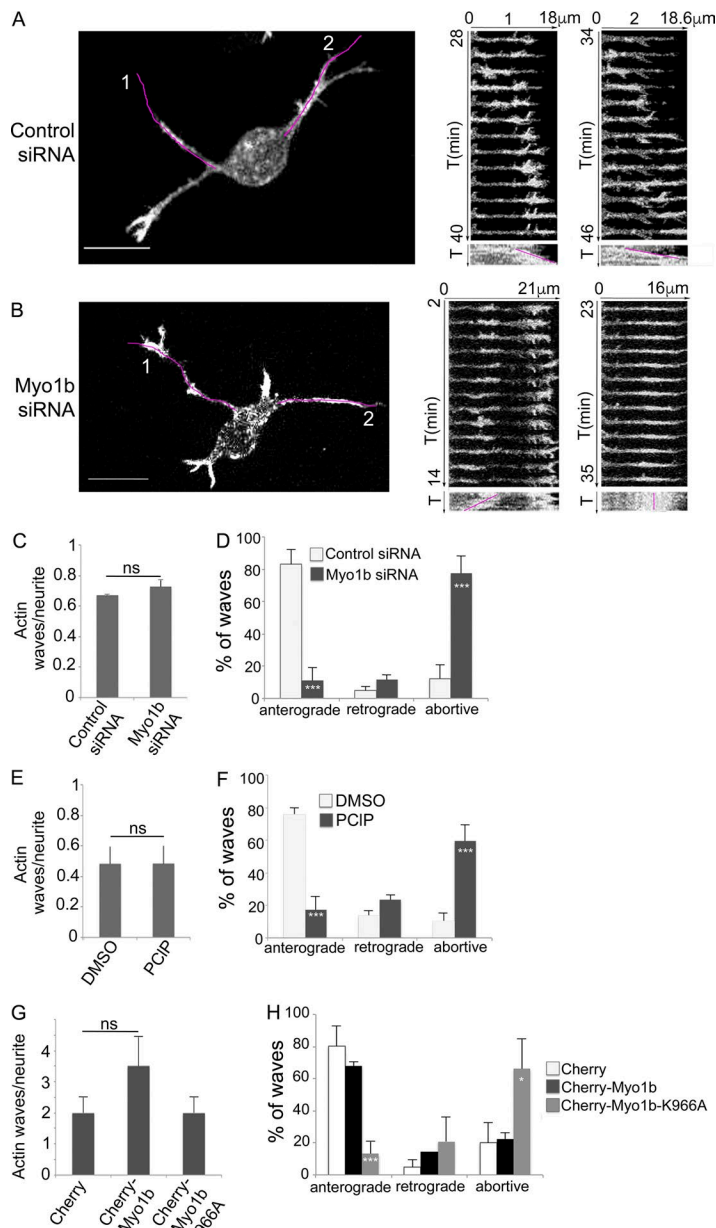 A
Control
siRNA
1
2
0 1 18μm
28
T(min)
40
T
0 2 18.6μm
34
T(min)
46
T
B
Myo1b
siRNA
1
2
0 21μm
2
T(min)
14
T
0 16μm
23
T(min)
35
T
C
Actin
waves/neurite
1
0.8
0.6
0.4
0.2
0
ns
Control
siRNA
Myo1b
siRNA
D
% of waves
100
80
60
40
20
0
Control siRNA
Myo1b siRNA
***
***
anterograde retrograde abortive
E
Actin
waves/neurite
1
0.8
0.6
0.4
0.2
0
ns
DMSO
PCIP
F
% of waves
100
80
60
40
20
0
DMSO
PCIP
***
***
anterograde retrograde abortive
G
Actin waves/neurite
4
3
2
1
0
ns
Cherry
Cherry-
Myo1b
Cherry-
Myo1b
K966A
H
% of waves
100
80
60
40
20
0
Cherry
Cherry-Myo1b
Cherry-Myo1b-K966A
***
*
anterograde retrograde abortive